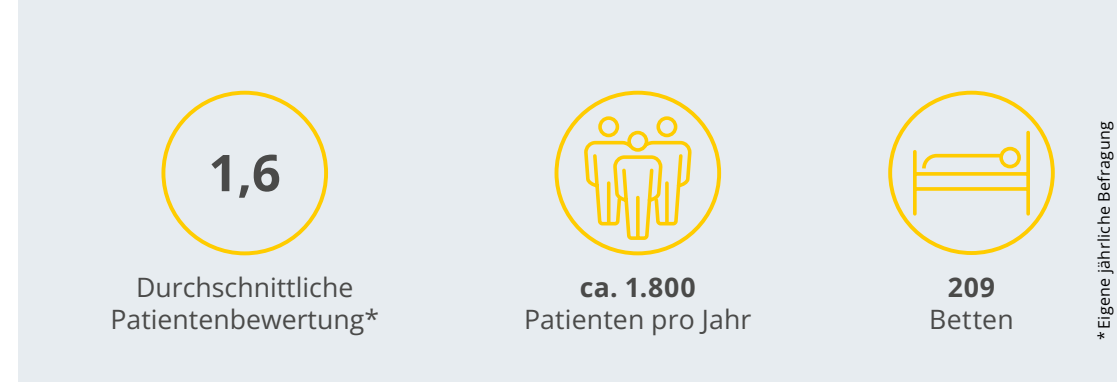 1,6
Durchschnittliche
Patientenbewertung*
ca. 1.800
Patienten pro Jahr
209
Betten
* Eigene jährliche Befragung